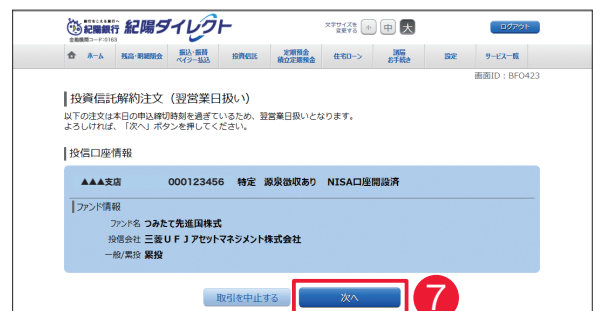 紀陽銀行 紀陽ダイレクト
金融機関コード:0163
文字サイズを
変更する
小 中 大
ログアウト
ホーム 残高・明細照会 振込・振替 ペイジー払込 投資信託 定期預金 積立定期預金 住宅ローン 諸届 お手続き 設定 サービス一覧
画面ID:BFO423
投資信託解約注文(翌営業日扱い)
以下の注文は本日の申込締切時刻を過ぎているため、翌営業日扱いとなります。
よろしければ、「次へ」ボタンを押してください。
投信口座情報
▲▲▲支店 000123456 特定 源泉徴収あり NISA口座開設済
ファンド情報
ファンド名 つみたて先進国株式
投信会社 三菱UFJアセットマネジメント株式会社
一般/累投 累投
取引を中止する 次へ 7